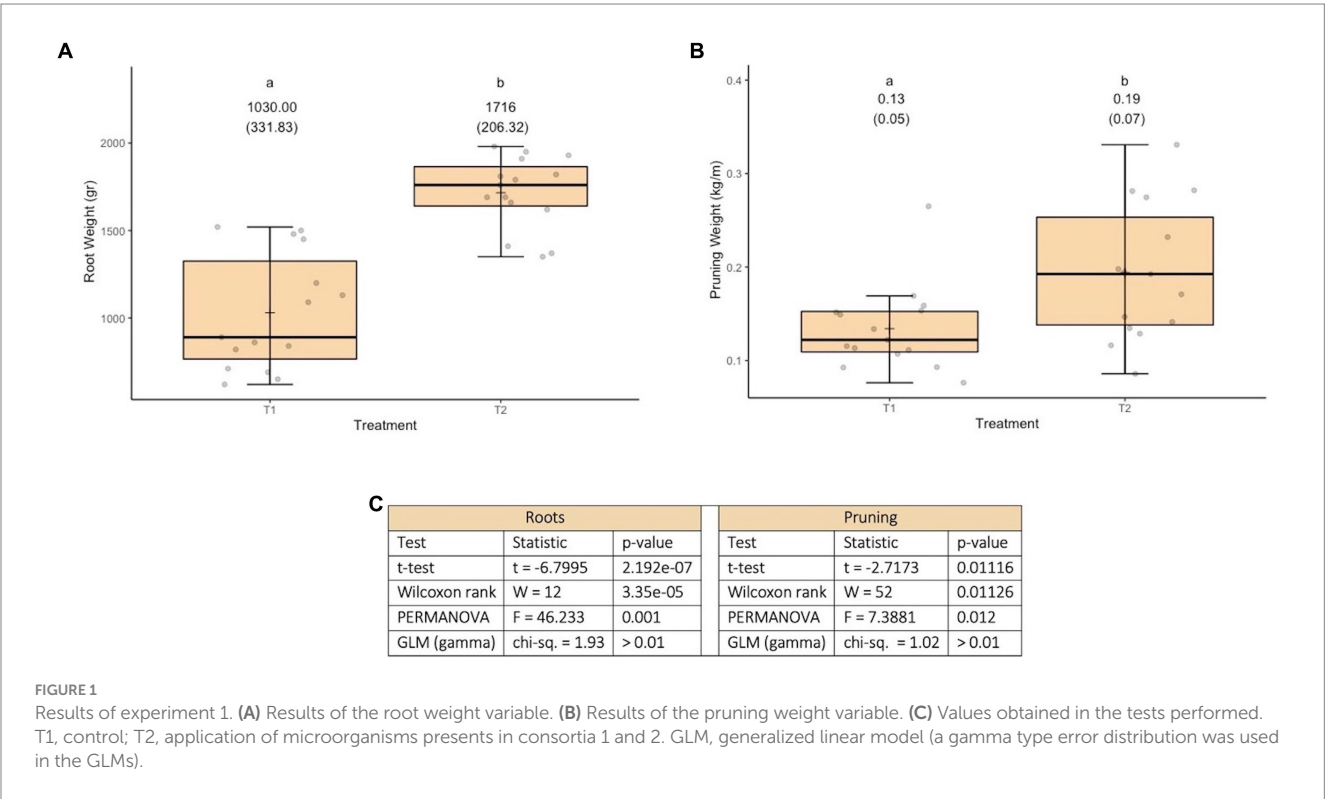 A
a
1030.00
(331.83)
b
1716
(206.32)
2000
1500
1000
Root Weight (gr)
T1
T2
Treatment
B
a
0.13
(0.05)
b
0.19
(0.07)
0.4
0.3
0.2
0.1
Pruning Weight (kg/m)
T1
T2
Treatment
C
Roots
Test Statistic p-value
t-test t = -6.7995 2.192e-07
Wilcoxon rank W = 12 3.35e-05
PERMANOVA F = 46.233 0.001
GLM (gamma) chi-sq. = 1.93 > 0.01
Pruning
Test Statistic p-value
t-test t = -2.7173 0.01116
Wilcoxon rank W = 52 0.01126
PERMANOVA F = 7.3881 0.012
GLM (gamma) chi-sq. = 1.02 > 0.01
FIGURE 1
Results of experiment 1. (A) Results of the root weight variable. (B) Results of the pruning weight variable. (C) Values obtained in the tests performed.
T1, control; T2, application of microorganisms presents in consortia 1 and 2. GLM, generalized linear model (a gamma type error distribution was used
in the GLMs).